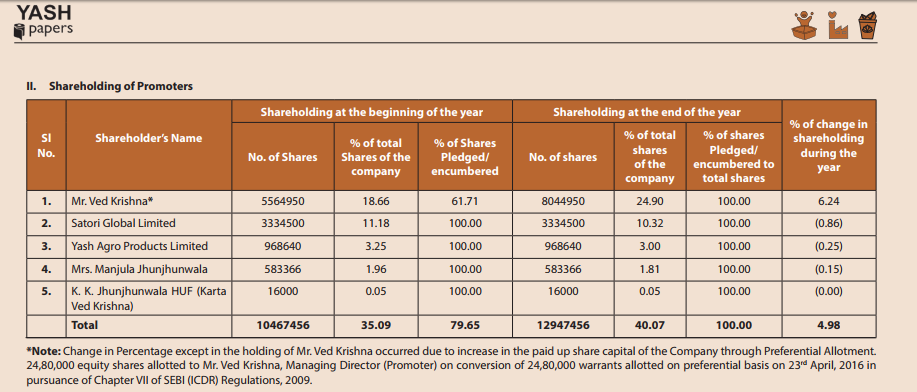 YASH
papers
II. Shareholding of Promoters
Sl No. | Shareholder's Name | Shareholding at the beginning of the year | Shareholding at the end of the year | % of change in shareholding during the year
No. of Shares | % of total Shares of the company | % of Shares Pledged/ encumbered | No. of shares | % of total shares of the company | % of shares Pledged/ encumbered to total shares
1. Mr. Ved Krishna* 5564950 18.66 61.71 8044950 24.90 100.00 6.24
2. Satori Global Limited 3334500 11.18 100.00 3334500 10.32 100.00 (0.86)
3. Yash Agro Products Limited 968640 3.25 100.00 968640 3.00 100.00 (0.25)
4. Mrs. Manjula Jhunjhunwala 583366 1.96 100.00 583366 1.81 100.00 (0.15)
5. K. K. Jhunjhunwala HUF (Karta 16000 0.05 100.00 16000 0.05 100.00 (0.00)
Ved Krishna)
Total 10467456 35.09 79.65 12947456 40.07 100.00 4.98
*Note: Change in Percentage except in the holding of Mr. Ved Krishna occurred due to increase in the paid up share capital of the Company through Preferential Allotment.
24,80,000 equity shares allotted to Mr. Ved Krishna, Managing Director (Promoter) on conversion of 24,80,000 warrants allotted on preferential basis on 23rd April, 2016 in
pursuance of Chapter VII of SEBI (ICDR) Regulations, 2009.